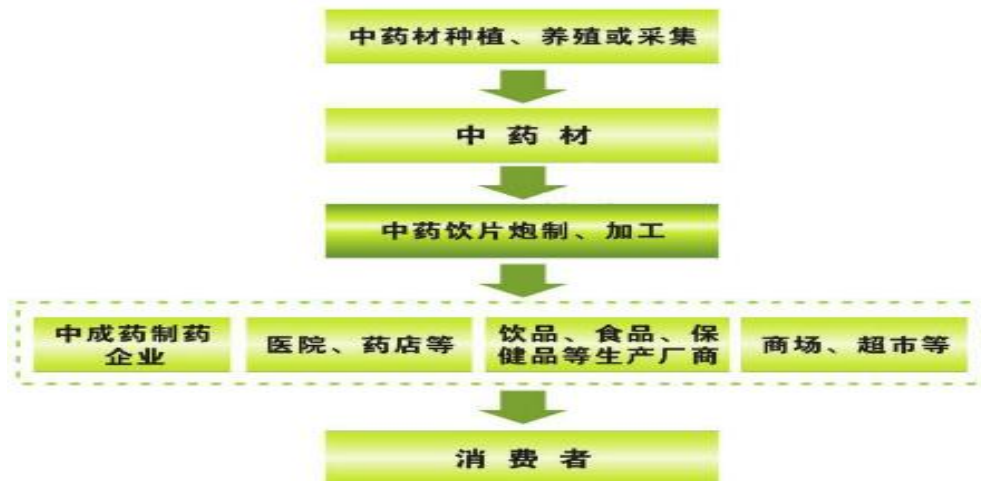 中药材种植、养殖或采集
中药材
中药饮片炮制、加工
中成药制药
企业
医院、药店等
饮品、食品、保
健品等生产厂商
商场、超市等
消费者